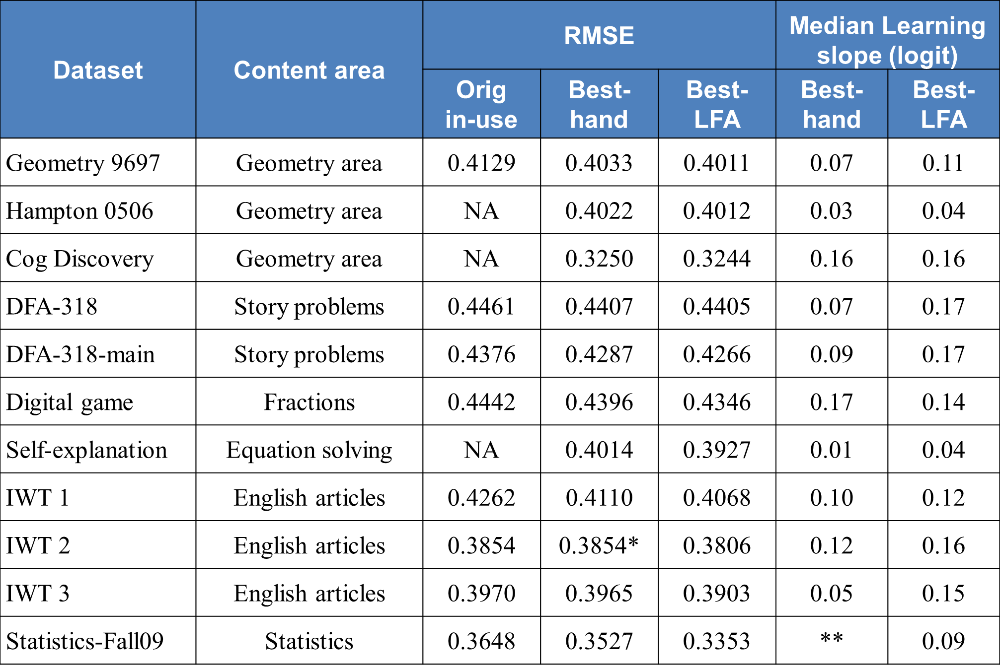 Dataset Content area RMSE Median Learning slope (logit)
Orig in-use Best-hand Best-LFA Best-hand Best-LFA
Geometry 9697 Geometry area 0.4129 0.4033 0.4011 0.07 0.11
Hampton 0506 Geometry area NA 0.4022 0.4012 0.03 0.04
Cog Discovery Geometry area NA 0.3250 0.3244 0.16 0.16
DFA-318 Story problems 0.4461 0.4407 0.4405 0.07 0.17
DFA-318-main Story problems 0.4376 0.4287 0.4266 0.09 0.17
Digital game Fractions 0.4442 0.4396 0.4346 0.17 0.14
Self-explanation Equation solving NA 0.4014 0.3927 0.01 0.04
IWT 1 English articles 0.4262 0.4110 0.4068 0.10 0.12
IWT 2 English articles 0.3854 0.3854* 0.3806 0.12 0.16
IWT 3 English articles 0.3970 0.3965 0.3903 0.05 0.15
Statistics-Fall09 Statistics 0.3648 0.3527 0.3353 ** 0.09